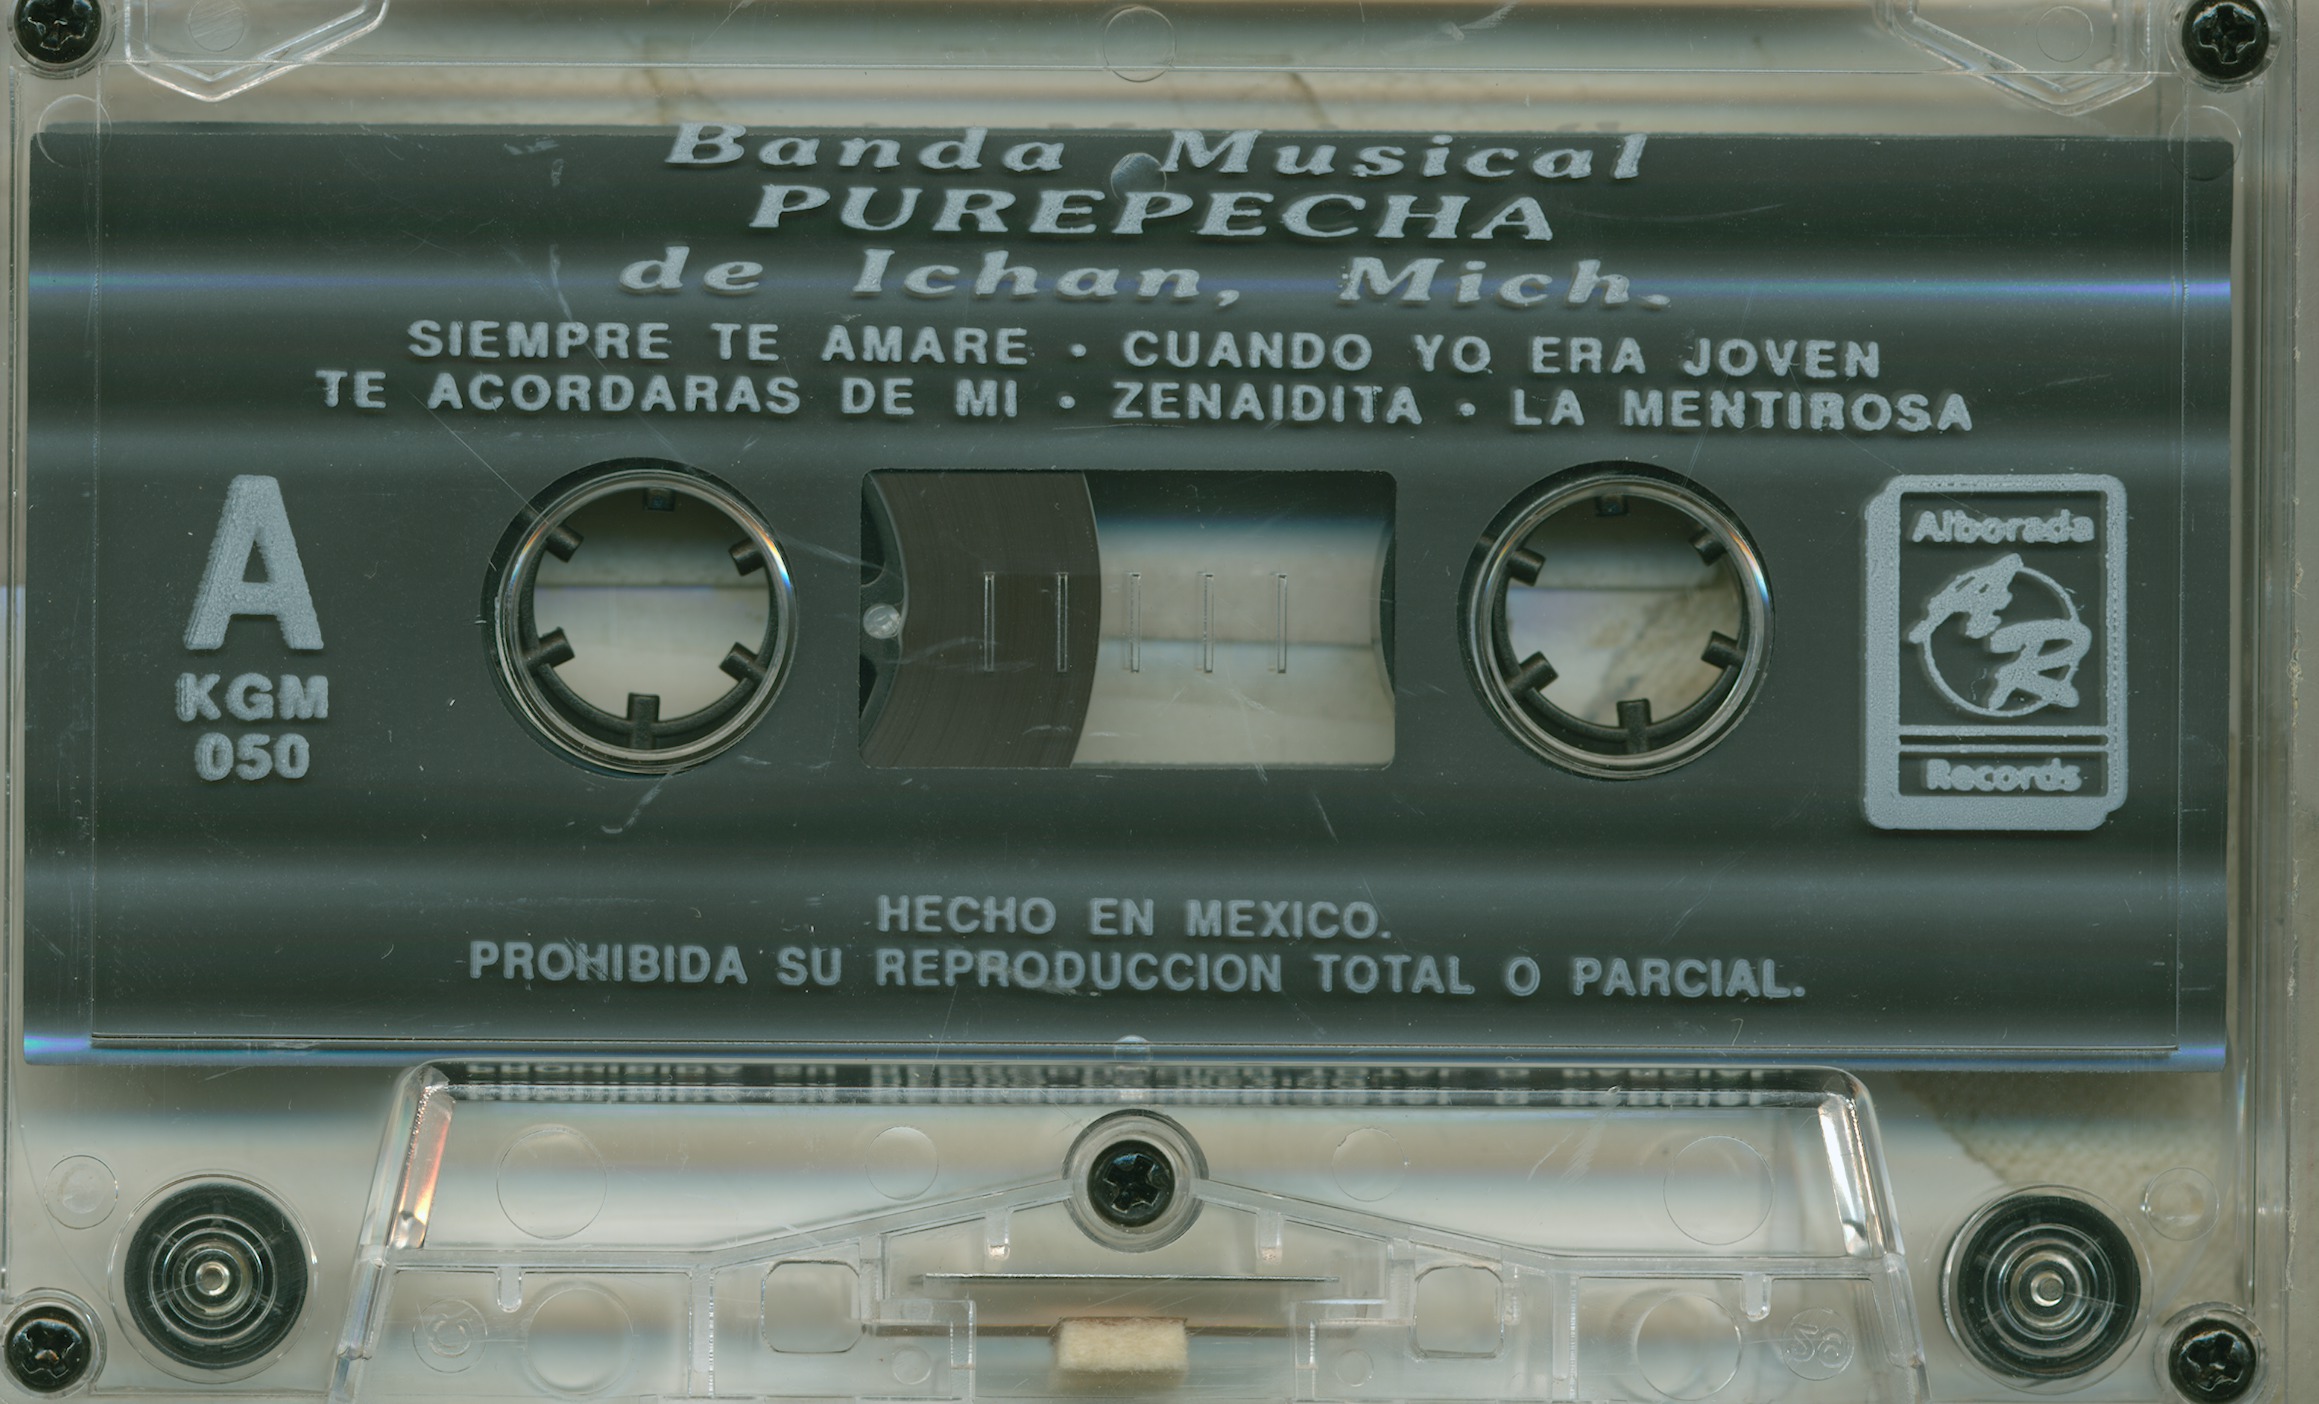 Banda Musical
PUREPECHA
de Ichan, Mich.
SIEMPRE TE AMARE • CUANDO YO ERA JOVEN
TE ACORDARAS DE MI • ZENAIDITA • LA MENTIROSA
A
KGM
050
Alborada
AR
Records
HECHO EN MEXICO.
PROHIBIDA SU REPRODUCCION TOTAL O PARCIAL.